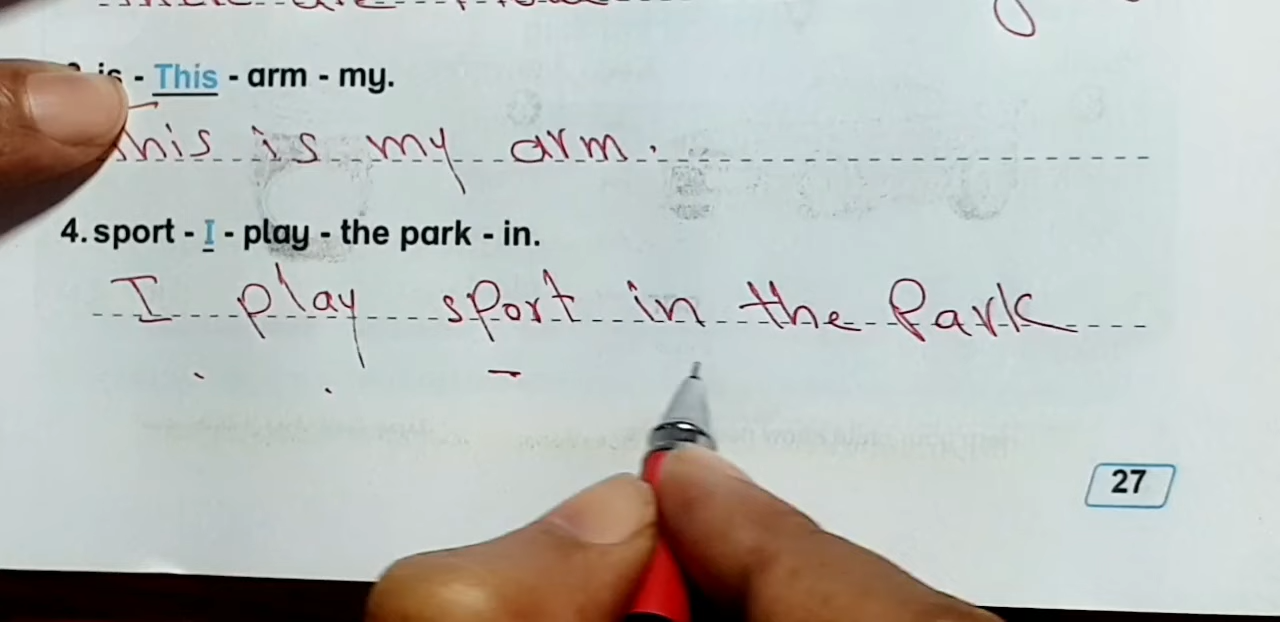 is - This - arm - my.
This is my arm.
4. sport - I - play - the park - in.
I play sport in the Park
27